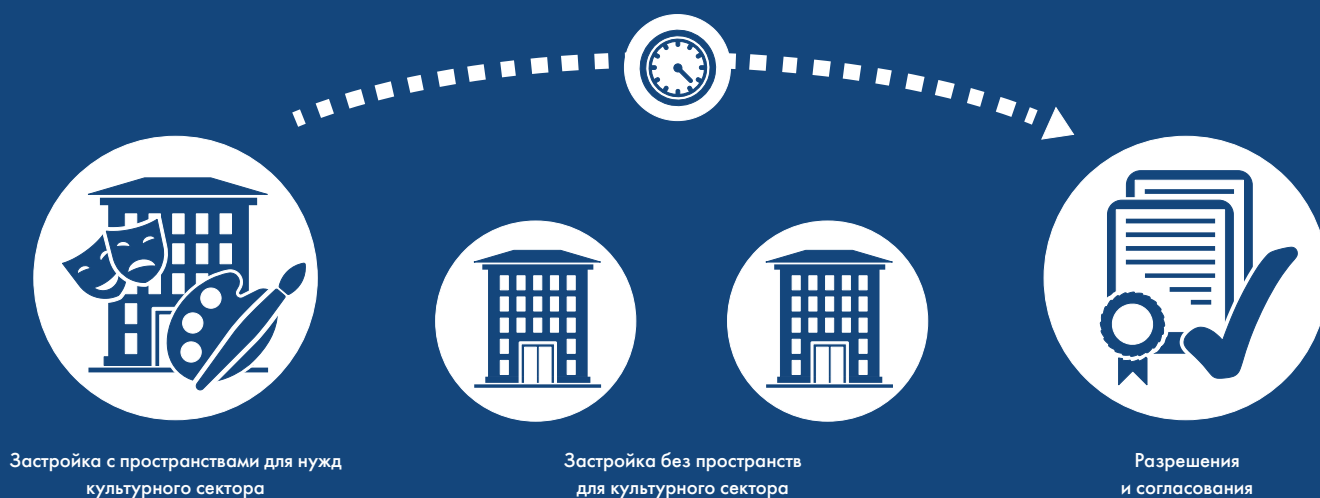 Застройка с пространствами для нужд
культурного сектора
Застройка без пространств
для культурного сектора
Разрешения
и согласования